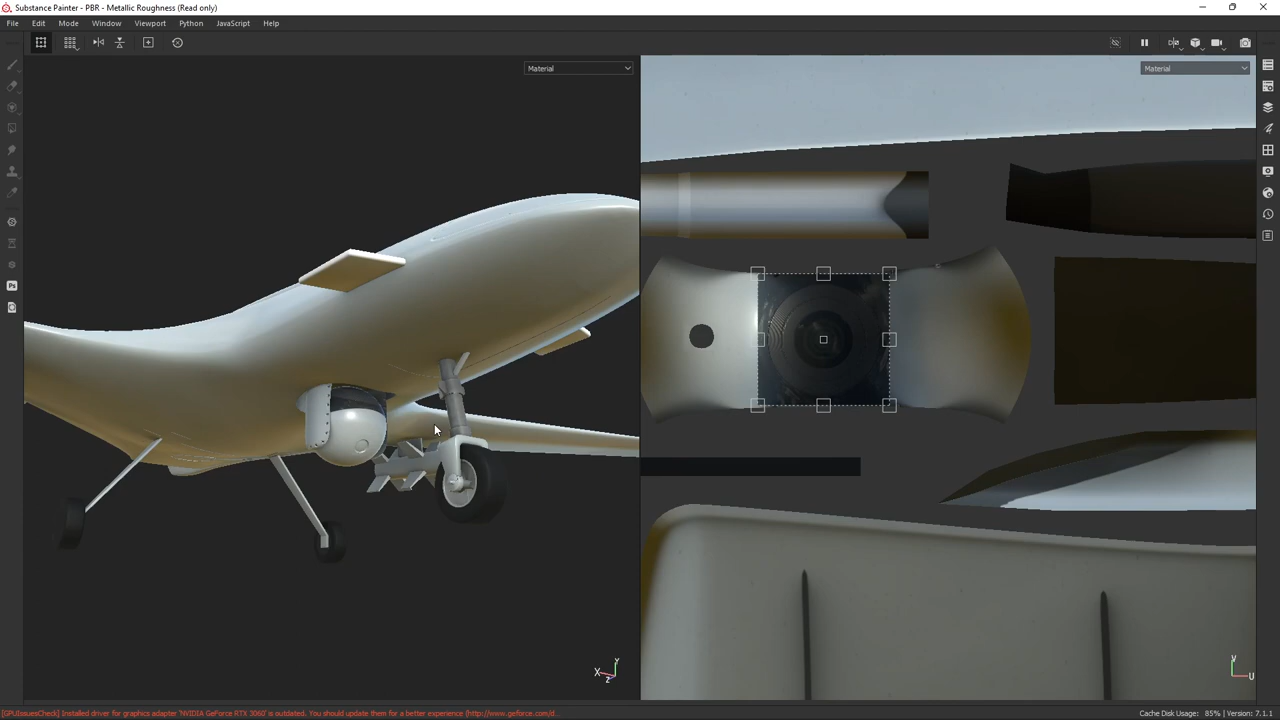 Substance Painter - PBR - Metallic Roughness (Read only)
File Edit Mode Window Viewport Python JavaScript Help
Material
Material
Ps
X Y Z
V U
[GPUIssuesCheck] Installed driver for graphics adapter 'NVIDIA GeForce RTX 3060' is outdated. You should update them for a better experience (http://www.geforce.com/d...
Cache Disk Usage: 85% | Version: 7.1.1